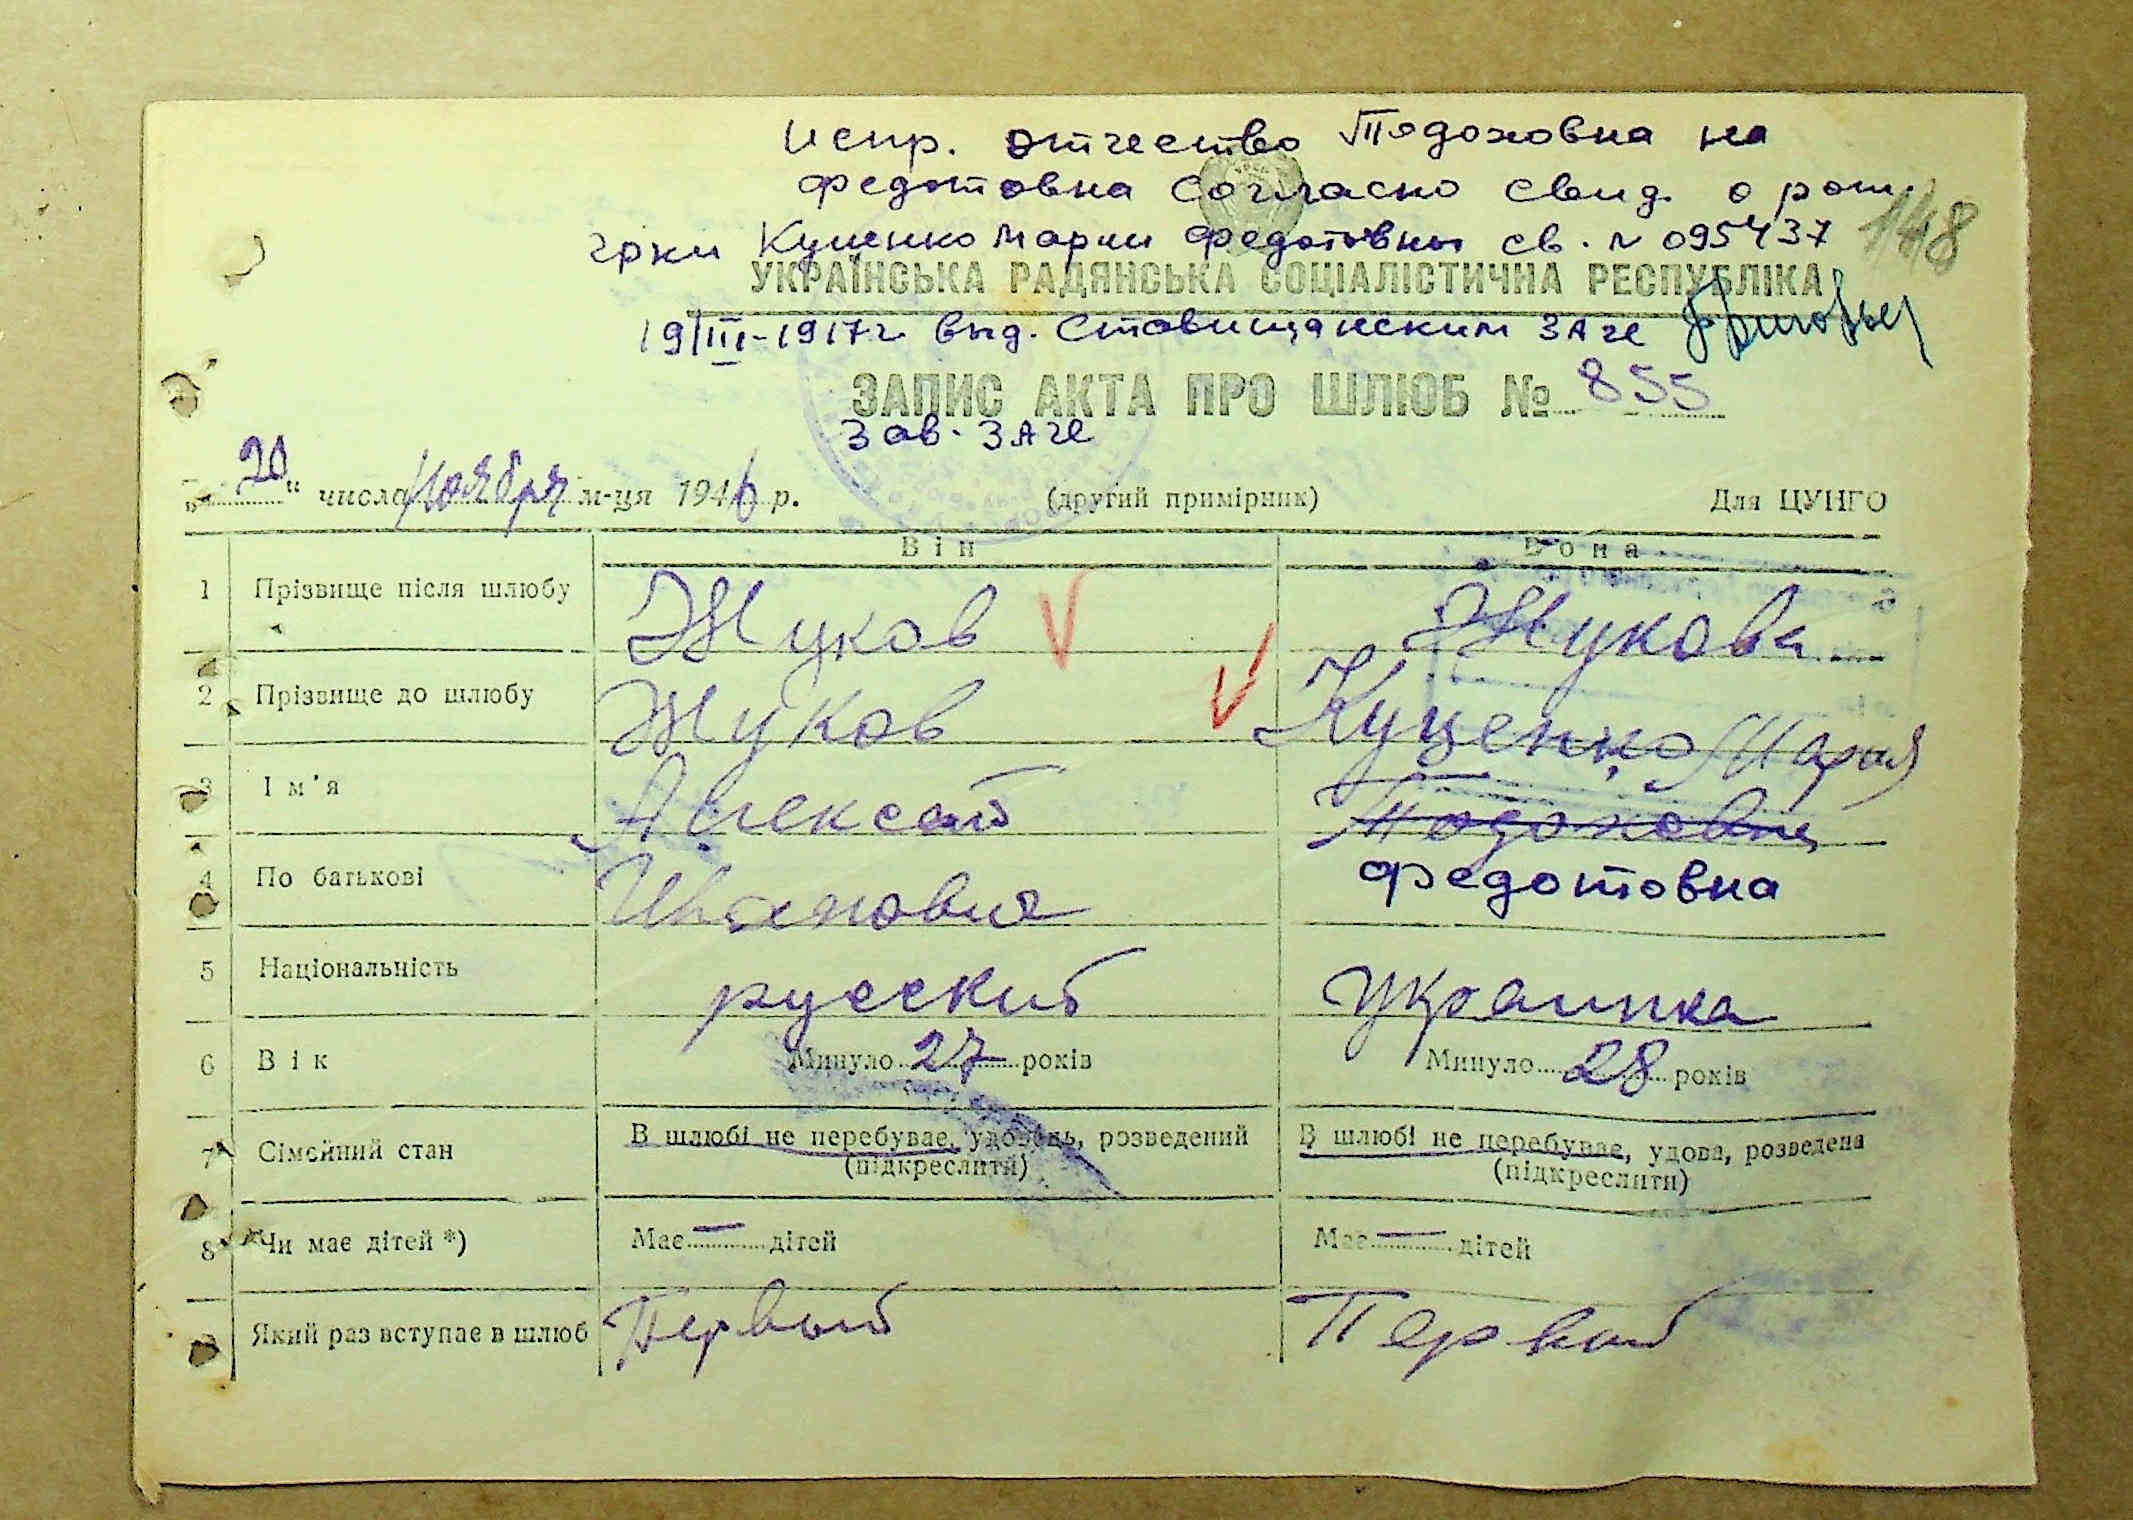 испр. отчество Тядоховна на
Федотовна согласно свид. о рож.
гржи Куценко Марии Федотовны св. № 095437
148
УКРАЇНСЬКА РАДЯНСЬКА СОЦІАЛІСТИЧНА РЕСПУБЛІКА
19/III-1917г выд. Ставищанским ЗАГС
ЗАПИС АКТА ПРО ШЛЮБ № 855
Зав. ЗАГС
„20“ числа Ноября м-ця 1946 р. (другий примірник) Для ЦУНГО
Він Вона
1 Прізвище після шлюбу Жуков Жукова
2 Прізвище до шлюбу Жуков Куценко Мария
3 Ім'я Алексей Тодоховна
4 По батькові Иванович Федотовна
5 Національність русский украинка
6 Вік Минуло 27 років Минуло 28 років
7 Сімейний стан В шлюбі не перебуває, удовець, розведений (підкреслити) В шлюбі не перебуває, удова, розведена (підкреслити)
8 Чи має дітей *) Має — дітей Має — дітей
9 Який раз вступає в шлюб Первый Первый